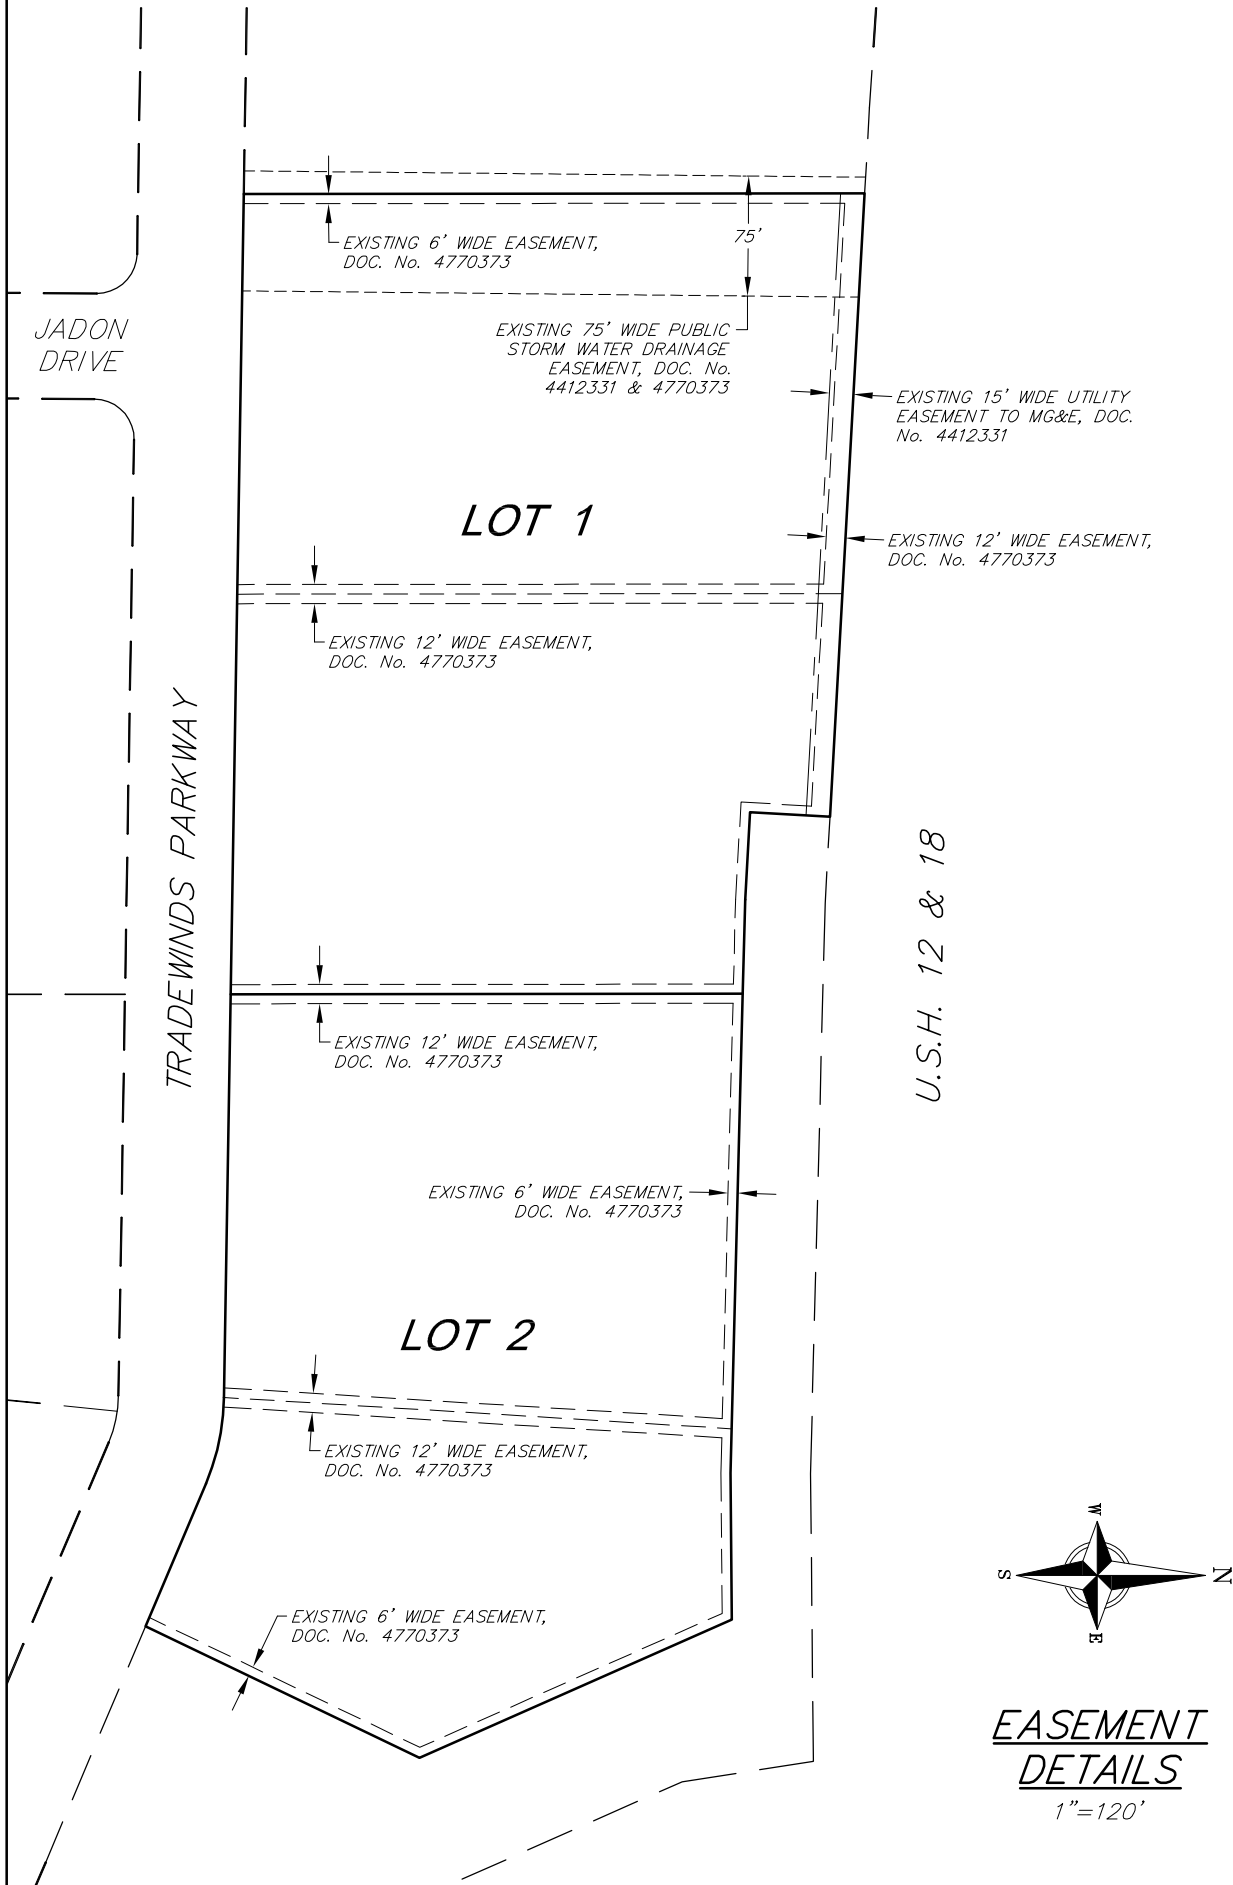 EXISTING 6' WIDE EASEMENT,
DOC. No. 4770373
75'
JADON
DRIVE
EXISTING 75' WIDE PUBLIC
STORM WATER DRAINAGE
EASEMENT, DOC. No.
4412331 & 4770373
EXISTING 15' WIDE UTILITY
EASEMENT TO MG&E, DOC.
No. 4412331
LOT 1
EXISTING 12' WIDE EASEMENT,
DOC. No. 4770373
EXISTING 12' WIDE EASEMENT,
DOC. No. 4770373
TRADEWINDS PARKWAY
U.S.H. 12 & 18
EXISTING 12' WIDE EASEMENT,
DOC. No. 4770373
EXISTING 6' WIDE EASEMENT,
DOC. No. 4770373
LOT 2
EXISTING 12' WIDE EASEMENT,
DOC. No. 4770373
W
S
N
E
EXISTING 6' WIDE EASEMENT,
DOC. No. 4770373
EASEMENT
DETAILS
1"=120'